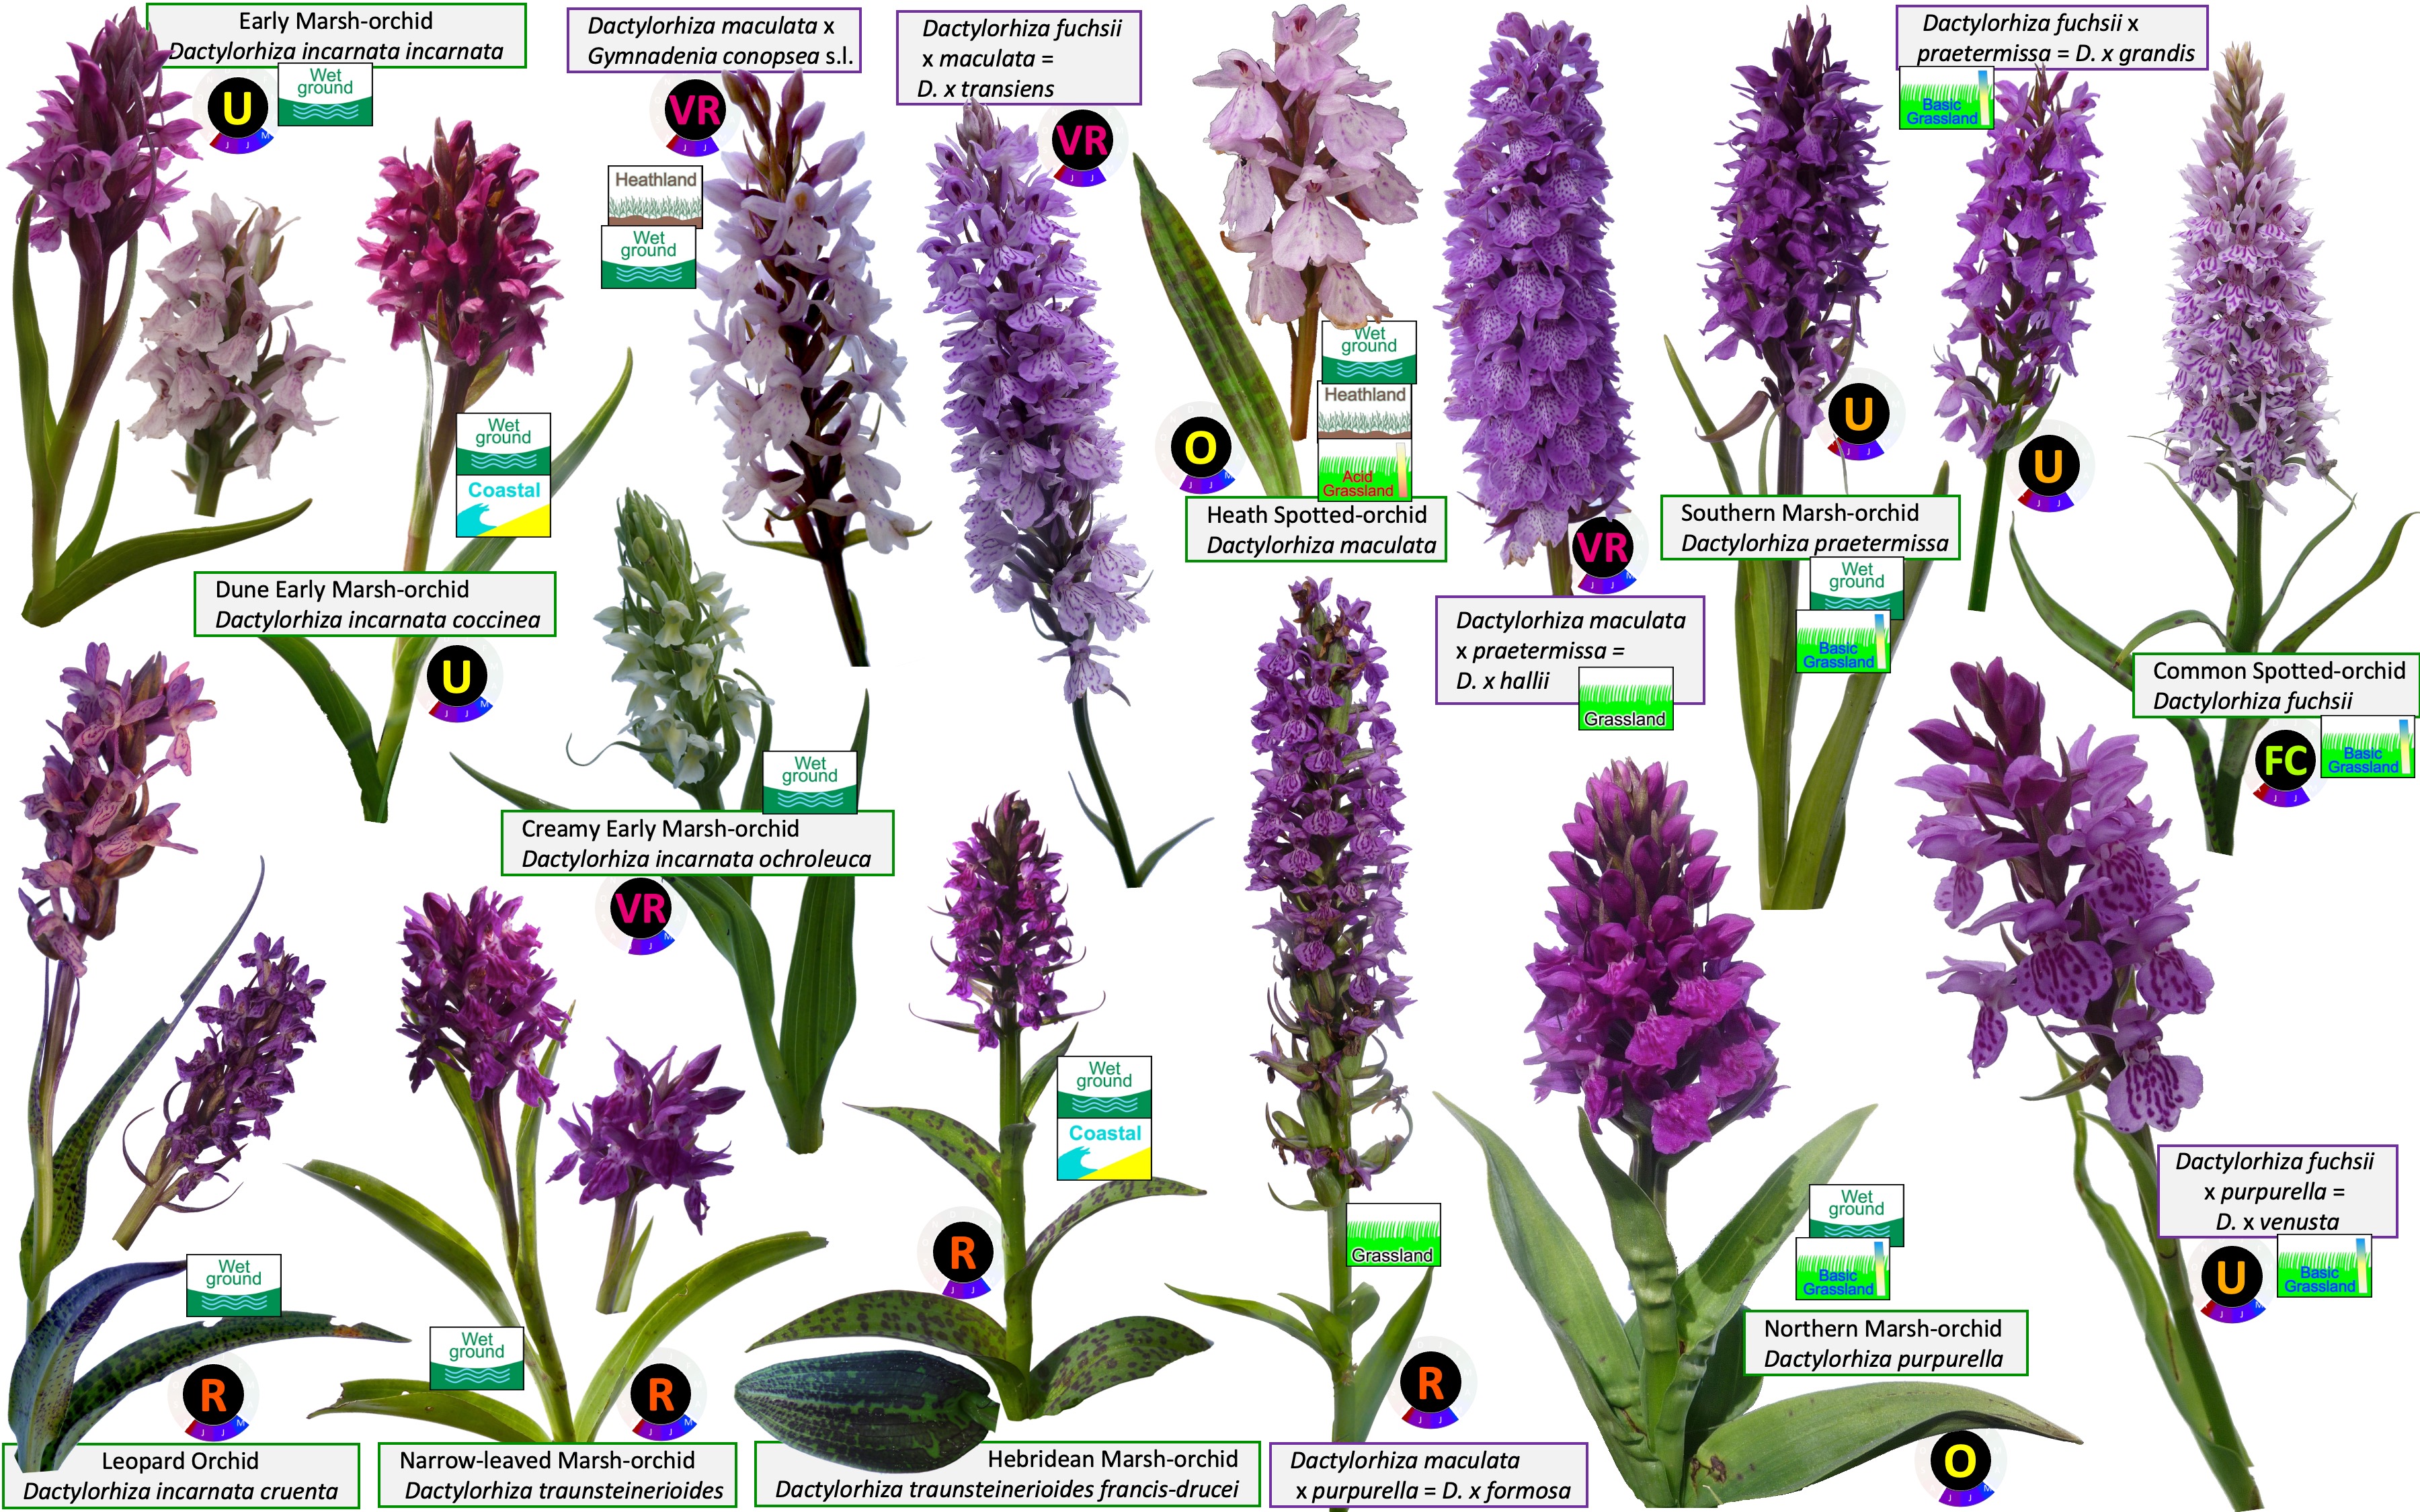 Early Marsh-orchid
Dactylorhiza incarnata incarnata
U
J J M
Wet
ground
Dactylorhiza maculata x
Gymnadenia conopsea s.l.
VR
J J
Heathland
Wet
ground
Dactylorhiza fuchsii
x maculata =
D. x transiens
VR
J J
Wet
ground
Heathland
Acid
Grassland
O
J J M
Heath Spotted-orchid
Dactylorhiza maculata
VR
J J M
Dactylorhiza maculata
x praetermissa =
D. x hallii
Grassland
Dactylorhiza fuchsii x
praetermissa = D. x grandis
Basic
Grassland
U
J J
U
J J
Southern Marsh-orchid
Dactylorhiza praetermissa
Wet
ground
Basic
Grassland
Common Spotted-orchid
Dactylorhiza fuchsii
FC
J J
Basic
Grassland
Wet
ground
Coastal
Dune Early Marsh-orchid
Dactylorhiza incarnata coccinea
U
J J M
Wet
ground
Creamy Early Marsh-orchid
Dactylorhiza incarnata ochroleuca
VR
J M
Wet
ground
R
J J M
Leopard Orchid
Dactylorhiza incarnata cruenta
Wet
ground
R
J J M
Narrow-leaved Marsh-orchid
Dactylorhiza traunsteinerioides
Wet
ground
Coastal
R
J J
Hebridean Marsh-orchid
Dactylorhiza traunsteinerioides francis-drucei
Grassland
R
J J
Dactylorhiza maculata
x purpurella = D. x formosa
Wet
ground
Basic
Grassland
Northern Marsh-orchid
Dactylorhiza purpurella
O
J J M
Dactylorhiza fuchsii
x purpurella =
D. x venusta
U
J J M
Basic
Grassland